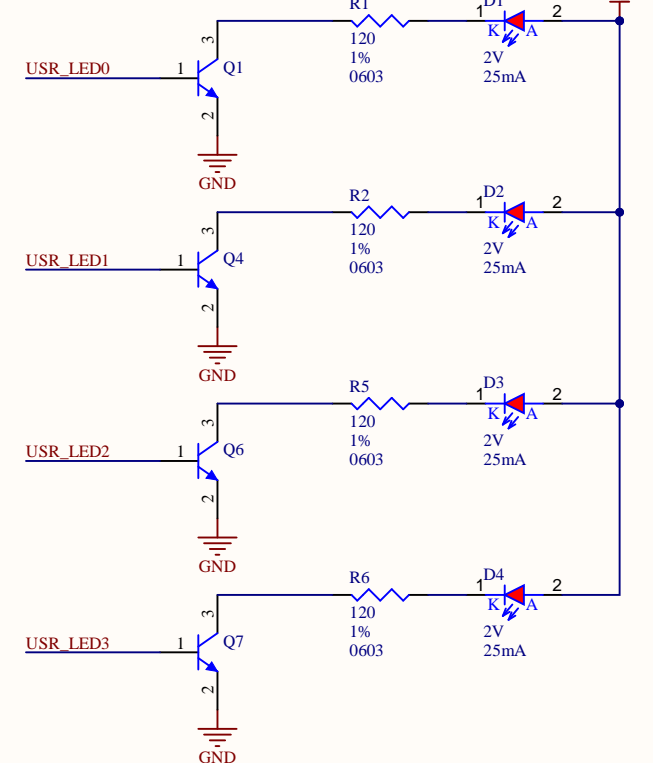 R1
D1
1
2
3
K
A
120
2V
1%
25mA
0603
USR_LED0
1
Q1
2
GND
R2
D2
1
2
3
K
A
120
2V
1%
25mA
0603
USR_LED1
1
Q4
2
GND
R5
D3
1
2
3
K
A
120
2V
1%
25mA
0603
USR_LED2
1
Q6
2
GND
R6
D4
1
2
3
K
A
120
2V
1%
25mA
0603
USR_LED3
1
Q7
2
GND